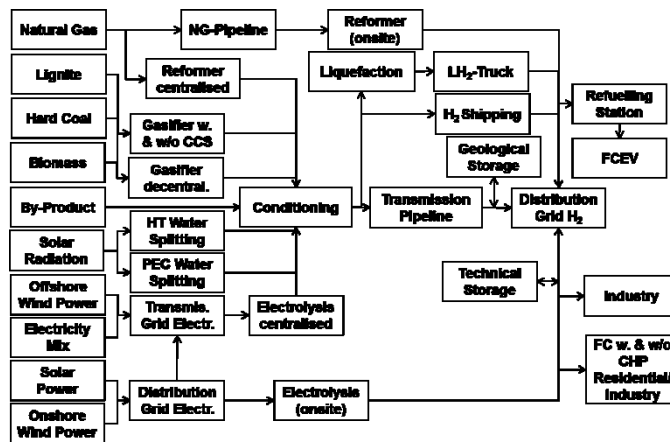 Natural Gas
NG-Pipeline
Reformer
(onsite)
Lignite
Reformer
centralised
Liquefaction
LH2-Truck
Hard Coal
Gasifier w.
& w/o CCS
H2 Shipping
Refuelling
Station
Biomass
Gasifier
decentral.
Geological
Storage
FCEV
By-Product
Conditioning
Transmission
Pipeline
Distribution
Grid H2
Solar
Radiation
HT Water
Splitting
PEC Water
Splitting
Technical
Storage
Offshore
Wind Power
Transmis.
Grid Electr.
Electrolysis
centralised
Industry
Electricity
Mix
Solar
Power
Distribution
Grid Electr.
Electrolysis
(onsite)
FC w. & w/o
CHP
Residential/
industry
Onshore
Wind Power